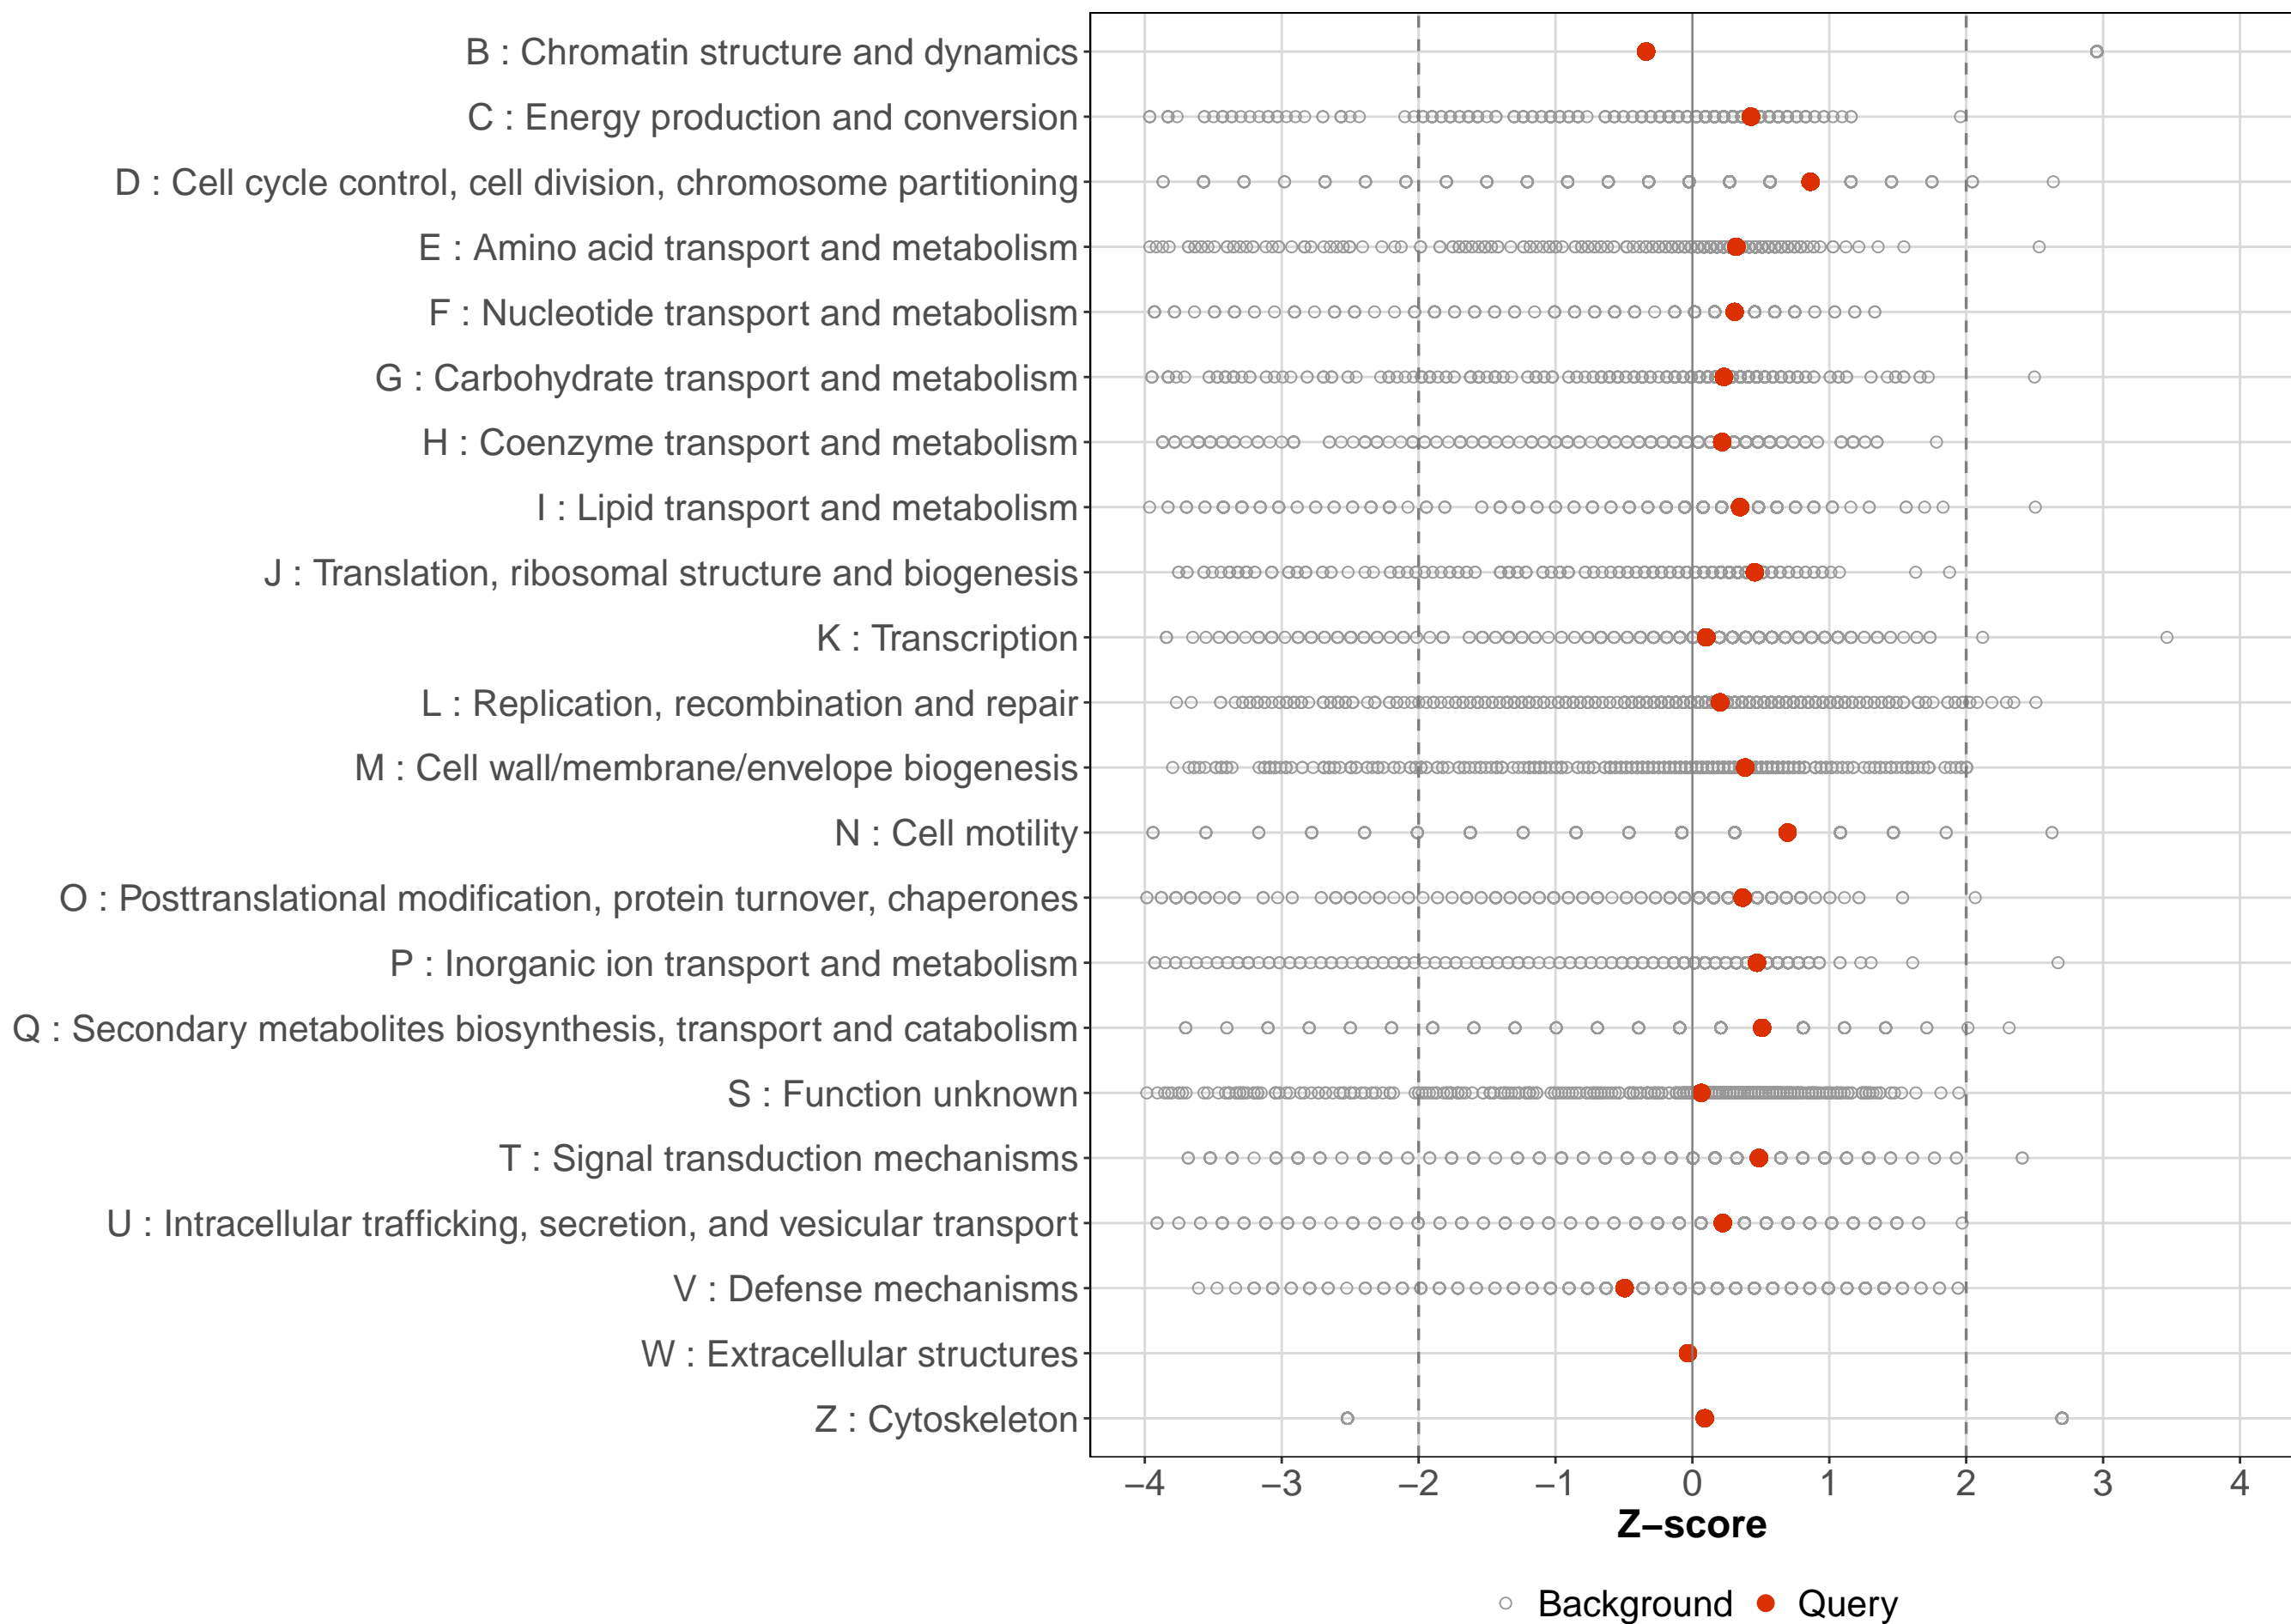 B : Chromatin structure and dynamics
C : Energy production and conversion
D : Cell cycle control, cell division, chromosome partitioning
E : Amino acid transport and metabolism
F : Nucleotide transport and metabolism
G : Carbohydrate transport and metabolism
H : Coenzyme transport and metabolism
I : Lipid transport and metabolism
J : Translation, ribosomal structure and biogenesis
K : Transcription
L : Replication, recombination and repair
M : Cell wall/membrane/envelope biogenesis
N : Cell motility
O : Posttranslational modification, protein turnover, chaperones
P : Inorganic ion transport and metabolism
Q : Secondary metabolites biosynthesis, transport and catabolism
S : Function unknown
T : Signal transduction mechanisms
U : Intracellular trafficking, secretion, and vesicular transport
V : Defense mechanisms
W : Extracellular structures
Z : Cytoskeleton
−4 −3 −2 −1 0 1 2 3 4
Z−score
Background Query